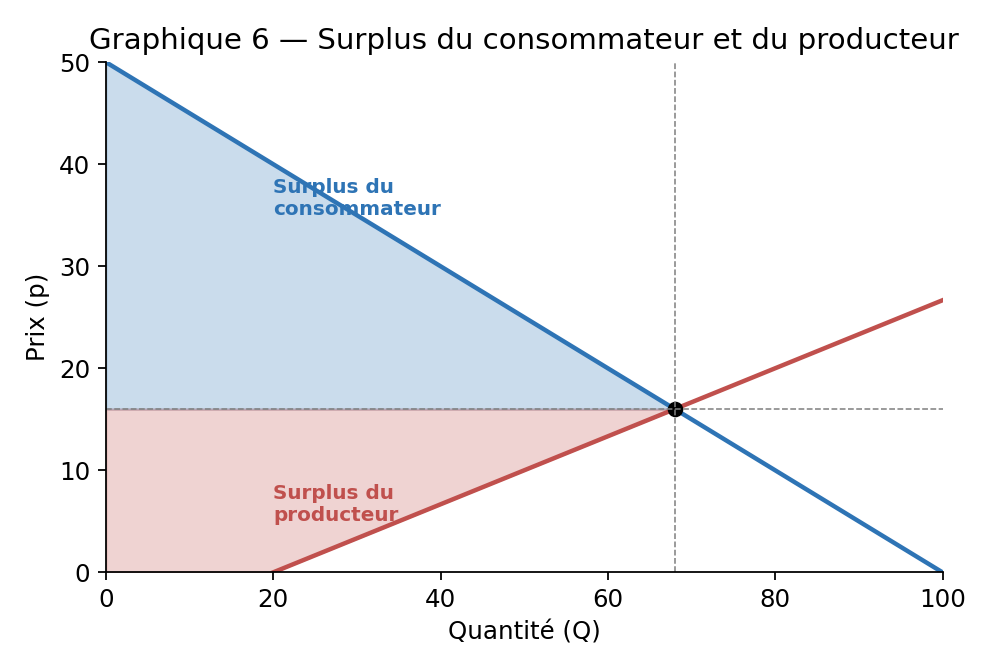 Graphique 6 — Surplus du consommateur et du producteur
50
40
30
20
10
0
Prix (p)
Surplus du
consommateur
Surplus du
producteur
0 20 40 60 80 100
Quantité (Q)